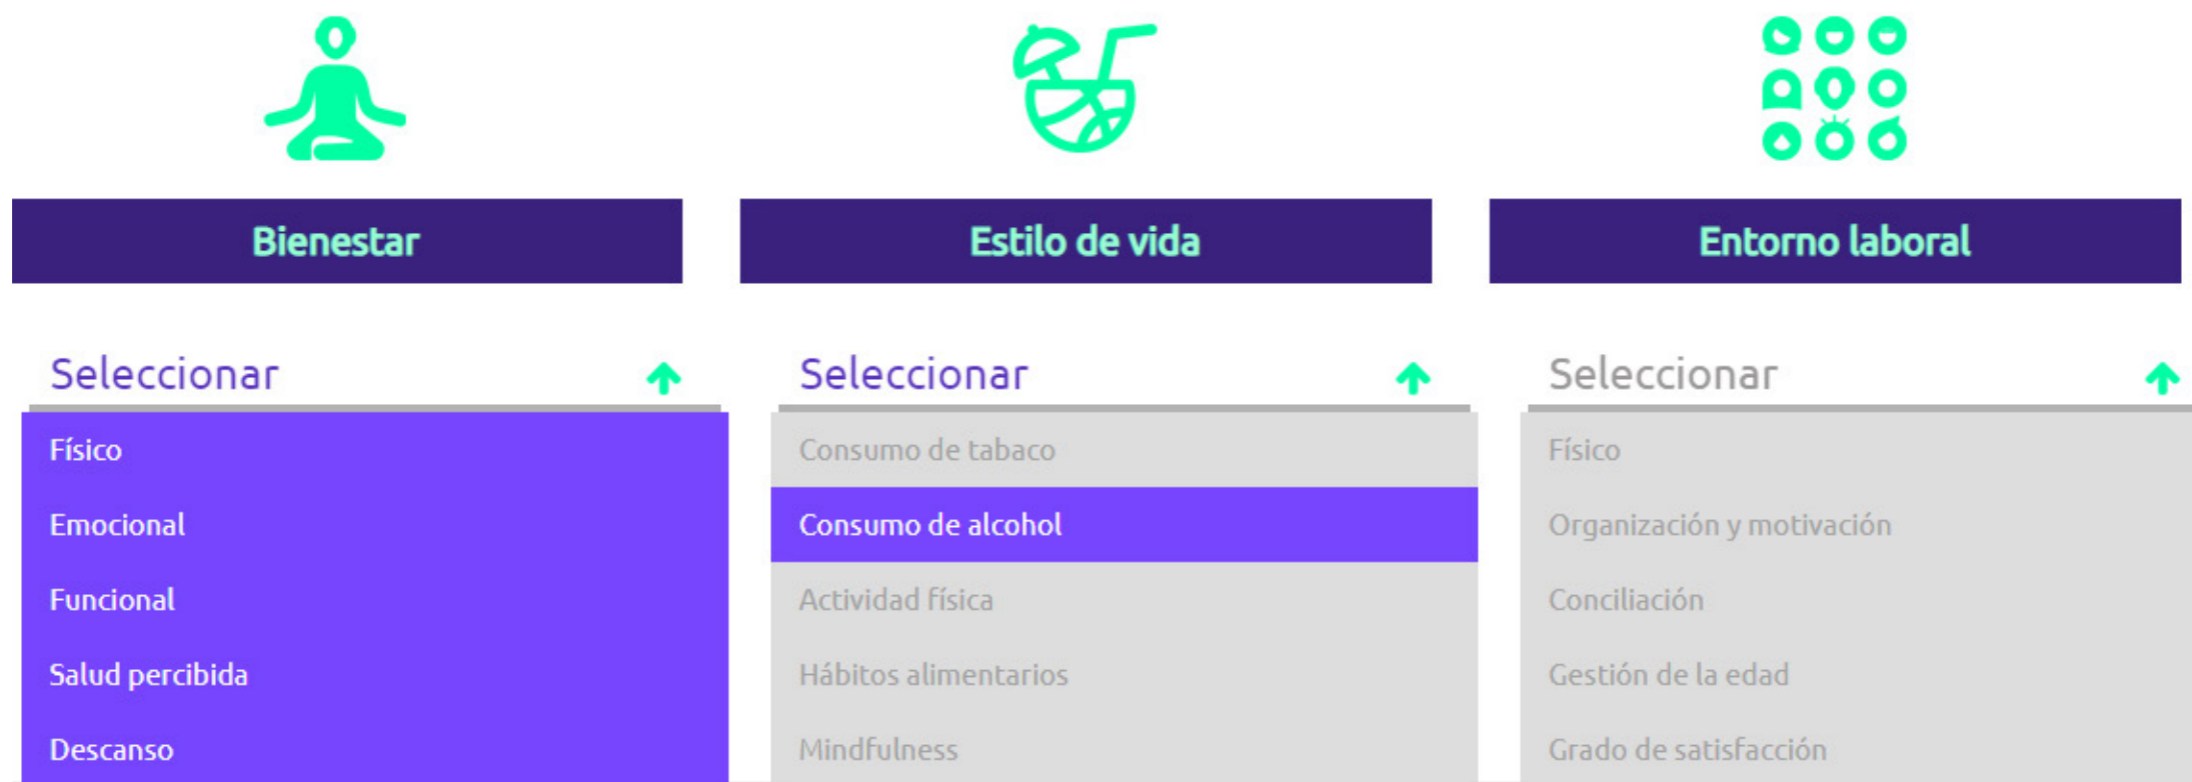 Bienestar
Estilo de vida
Entorno laboral
Seleccionar
Físico
Emocional
Funcional
Salud percibida
Descanso
Seleccionar
Consumo de tabaco
Consumo de alcohol
Actividad física
Hábitos alimentarios
Mindfulness
Seleccionar
Físico
Organización y motivación
Conciliación
Gestión de la edad
Grado de satisfacción